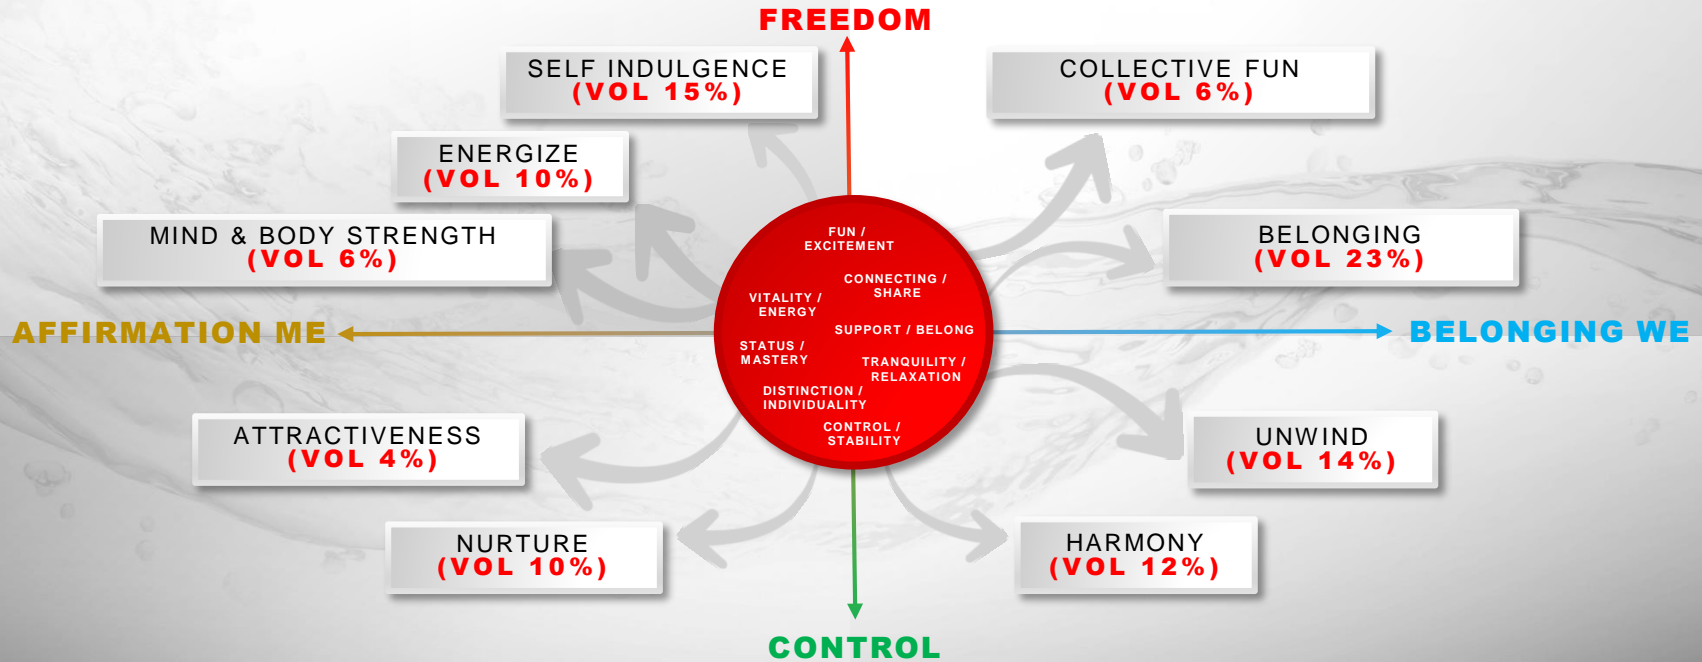 FREEDOM
SELF INDULGENCE
(VOL 15%)
COLLECTIVE FUN
(VOL 6%)
ENERGIZE
(VOL 10%)
MIND & BODY STRENGTH
(VOL 6%)
BELONGING
(VOL 23%)
FUN /
EXCITEMENT
CONNECTING /
SHARE
VITALITY /
ENERGY
SUPPORT / BELONG
STATUS /
MASTERY
TRANQUILITY /
RELAXATION
DISTINCTION /
INDIVIDUALITY
CONTROL /
STABILITY
AFFIRMATION ME
BELONGING WE
ATTRACTIVENESS
(VOL 4%)
UNWIND
(VOL 14%)
NURTURE
(VOL 10%)
HARMONY
(VOL 12%)
CONTROL